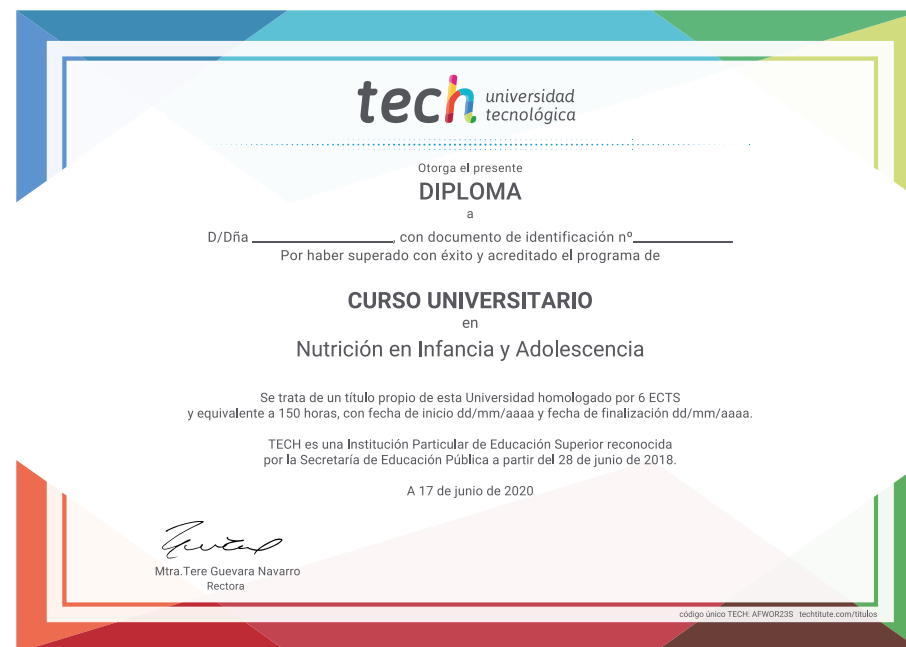 tech universidad
tecnológica
Otorga el presente
DIPLOMA
a
D/Dña ____________________, con documento de identificación nº______________
Por haber superado con éxito y acreditado el programa de
CURSO UNIVERSITARIO
en
Nutrición en Infancia y Adolescencia
Se trata de un título propio de esta Universidad homologado por 6 ECTS
y equivalente a 150 horas, con fecha de inicio dd/mm/aaaa y fecha de finalización dd/mm/aaaa.
TECH es una Institución Particular de Educación Superior reconocida
por la Secretaría de Educación Pública a partir del 28 de junio de 2018.
A 17 de junio de 2020
Mtra.Tere Guevara Navarro
Rectora
código único TECH: AFWOR23S techtitute.com/titulos